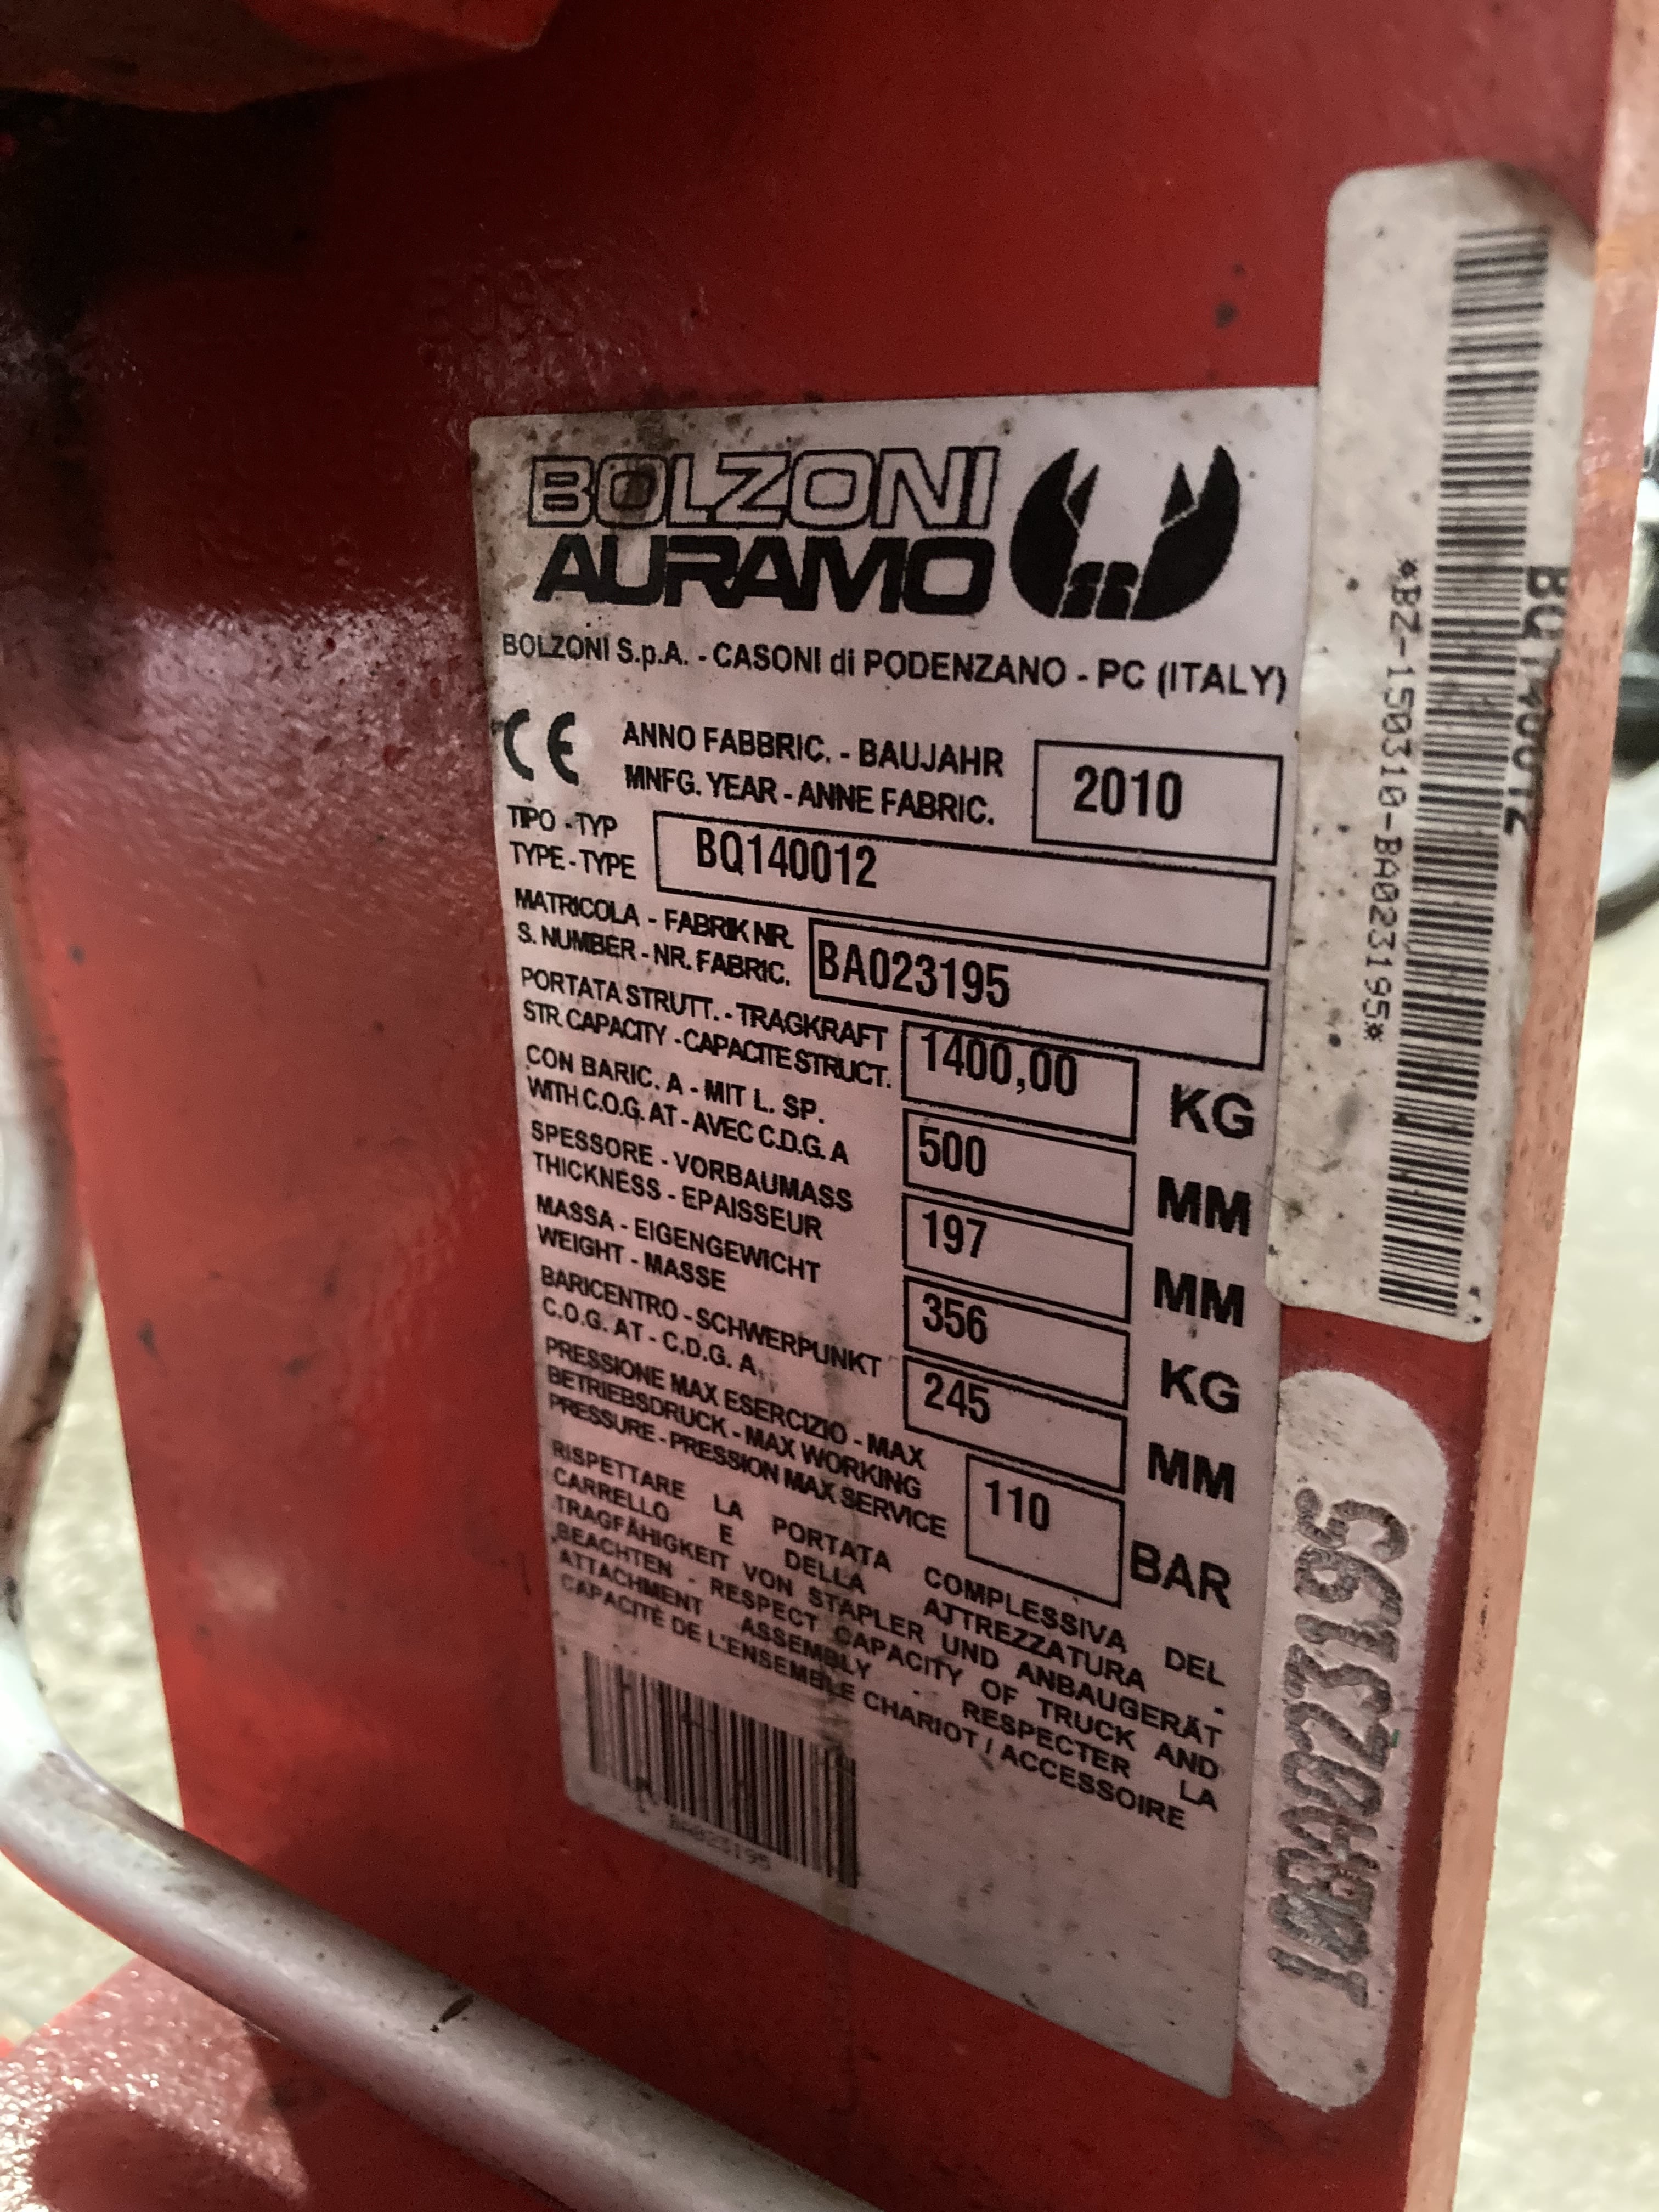 BOLZONI
AURAMO
BOLZONI S.p.A. - CASONI di PODENZANO - PC (ITALY)
CE
ANNO FABBRIC. - BAUJAHR
MNFG. YEAR - ANNE FABRIC.
2010
TIPO - TYP
TYPE - TYPE
BQ140012
MATRICOLA - FABRIK NR.
S. NUMBER - NR. FABRIC.
BA023195
PORTATA STRUTT. - TRAGKRAFT
STR. CAPACITY - CAPACITE STRUCT.
1400,00
KG
CON BARIC. A - MIT L. SP.
WITH C.O.G. AT - AVEC C.D.G. A
500
MM
SPESSORE - VORBAUMASS
THICKNESS - EPAISSEUR
197
MM
MASSA - EIGENGEWICHT
WEIGHT - MASSE
356
KG
BARICENTRO - SCHWERPUNKT
C.O.G. AT - C.D.G. A
245
MM
PRESSIONE MAX ESERCIZIO - MAX
BETRIEBSDRUCK - MAX WORKING
PRESSURE - PRESSION MAX SERVICE
110
BAR
RISPETTARE LA PORTATA COMPLESSIVA DEL
CARRELLO E DELLA ATTREZZATURA -
TRAGFÄHIGKEIT VON STAPLER UND ANBAUGERÄT
BEACHTEN - RESPECT CAPACITY OF TRUCK AND
ATTACHMENT ASSEMBLY - RESPECTER LA
CAPACITÉ DE L'ENSEMBLE CHARIOT / ACCESSOIRE
BA023195
BQ140012
*BZ-150310-BA023195*
BA023195